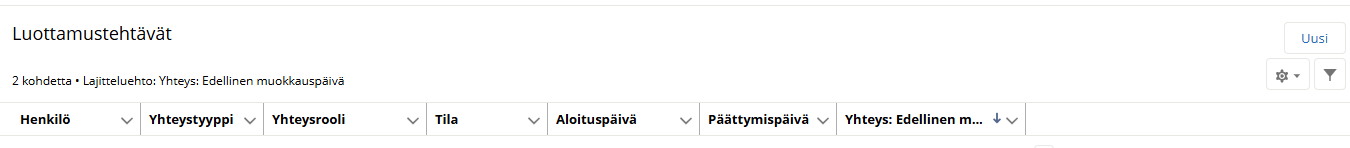 Luottamustehtävät
Uusi
2 kohdetta • Lajitteluehto: Yhteys: Edellinen muokkauspäivä
Henkilö Yhteystyyppi Yhteysrooli Tila Aloituspäivä Päättymispäivä Yhteys: Edellinen m...